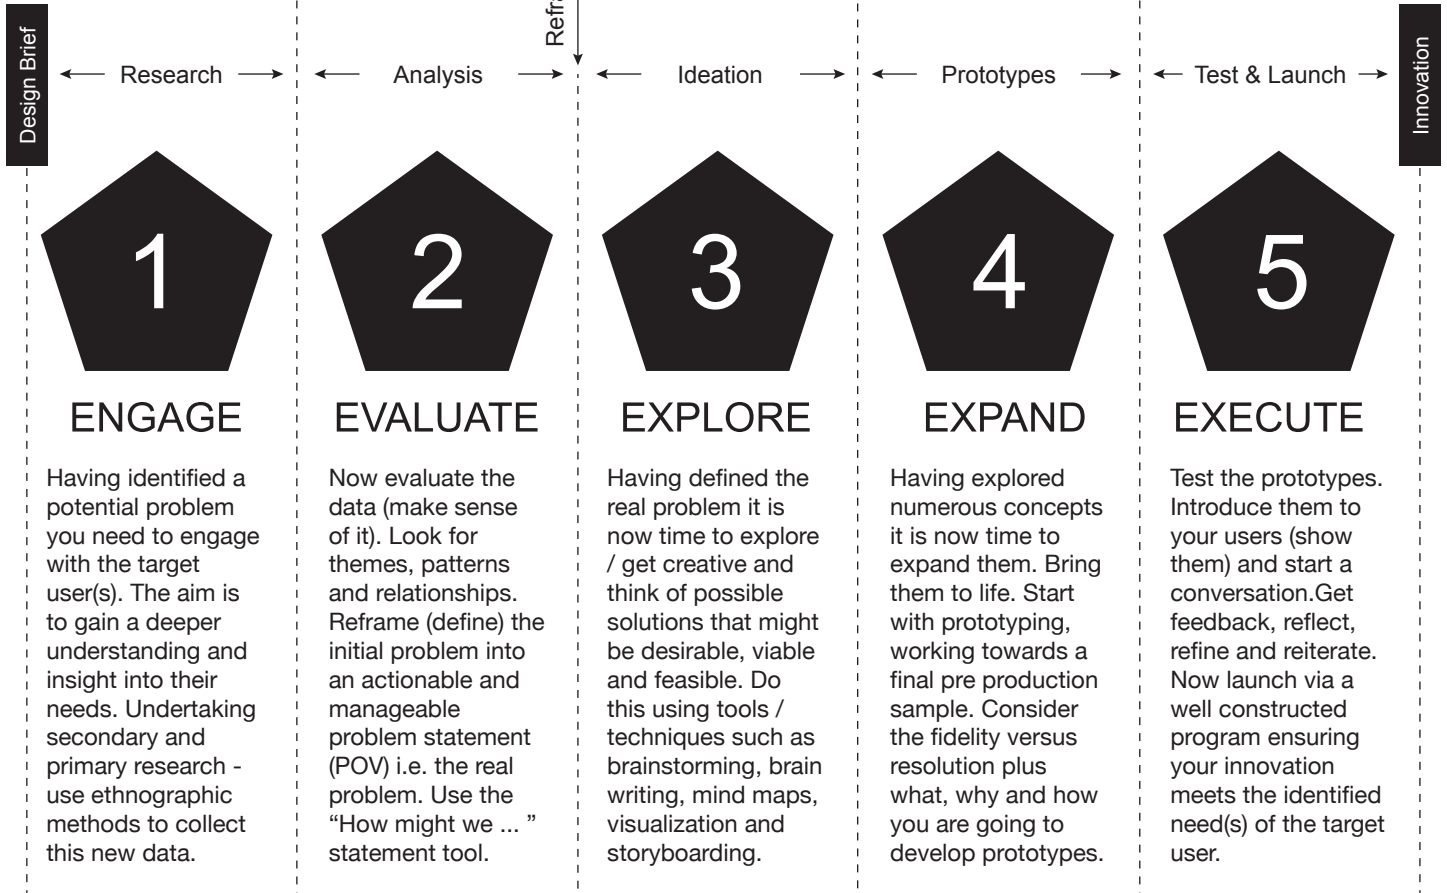 Design Brief
Research
Analysis
Ideation
Prototypes
Test & Launch
Innovation
1
2
3
4
5
ENGAGE
Having identified a
potential problem
you need to engage
with the target
user(s). The aim is
to gain a deeper
understanding and
insight into their
needs. Undertaking
secondary and
primary research -
use ethnographic
methods to collect
this new data.
EVALUATE
Now evaluate the
data (make sense
of it). Look for
themes, patterns
and relationships.
Reframe (define) the
initial problem into
an actionable and
manageable
problem statement
(POV) i.e. the real
problem. Use the
“How might we ... ”
statement tool.
EXPLORE
Having defined the
real problem it is
now time to explore
/ get creative and
think of possible
solutions that might
be desirable, viable
and feasible. Do
this using tools /
techniques such as
brainstorming, brain
writing, mind maps,
visualization and
storyboarding.
EXPAND
Having explored
numerous concepts
it is now time to
expand them. Bring
them to life. Start
with prototyping,
working towards a
final pre production
sample. Consider
the fidelity versus
resolution plus
what, why and how
you are going to
develop prototypes.
EXECUTE
Test the prototypes.
Introduce them to
your users (show
them) and start a
conversation.Get
feedback, reflect,
refine and reiterate.
Now launch via a
well constructed
program ensuring
your innovation
meets the identified
need(s) of the target
user.